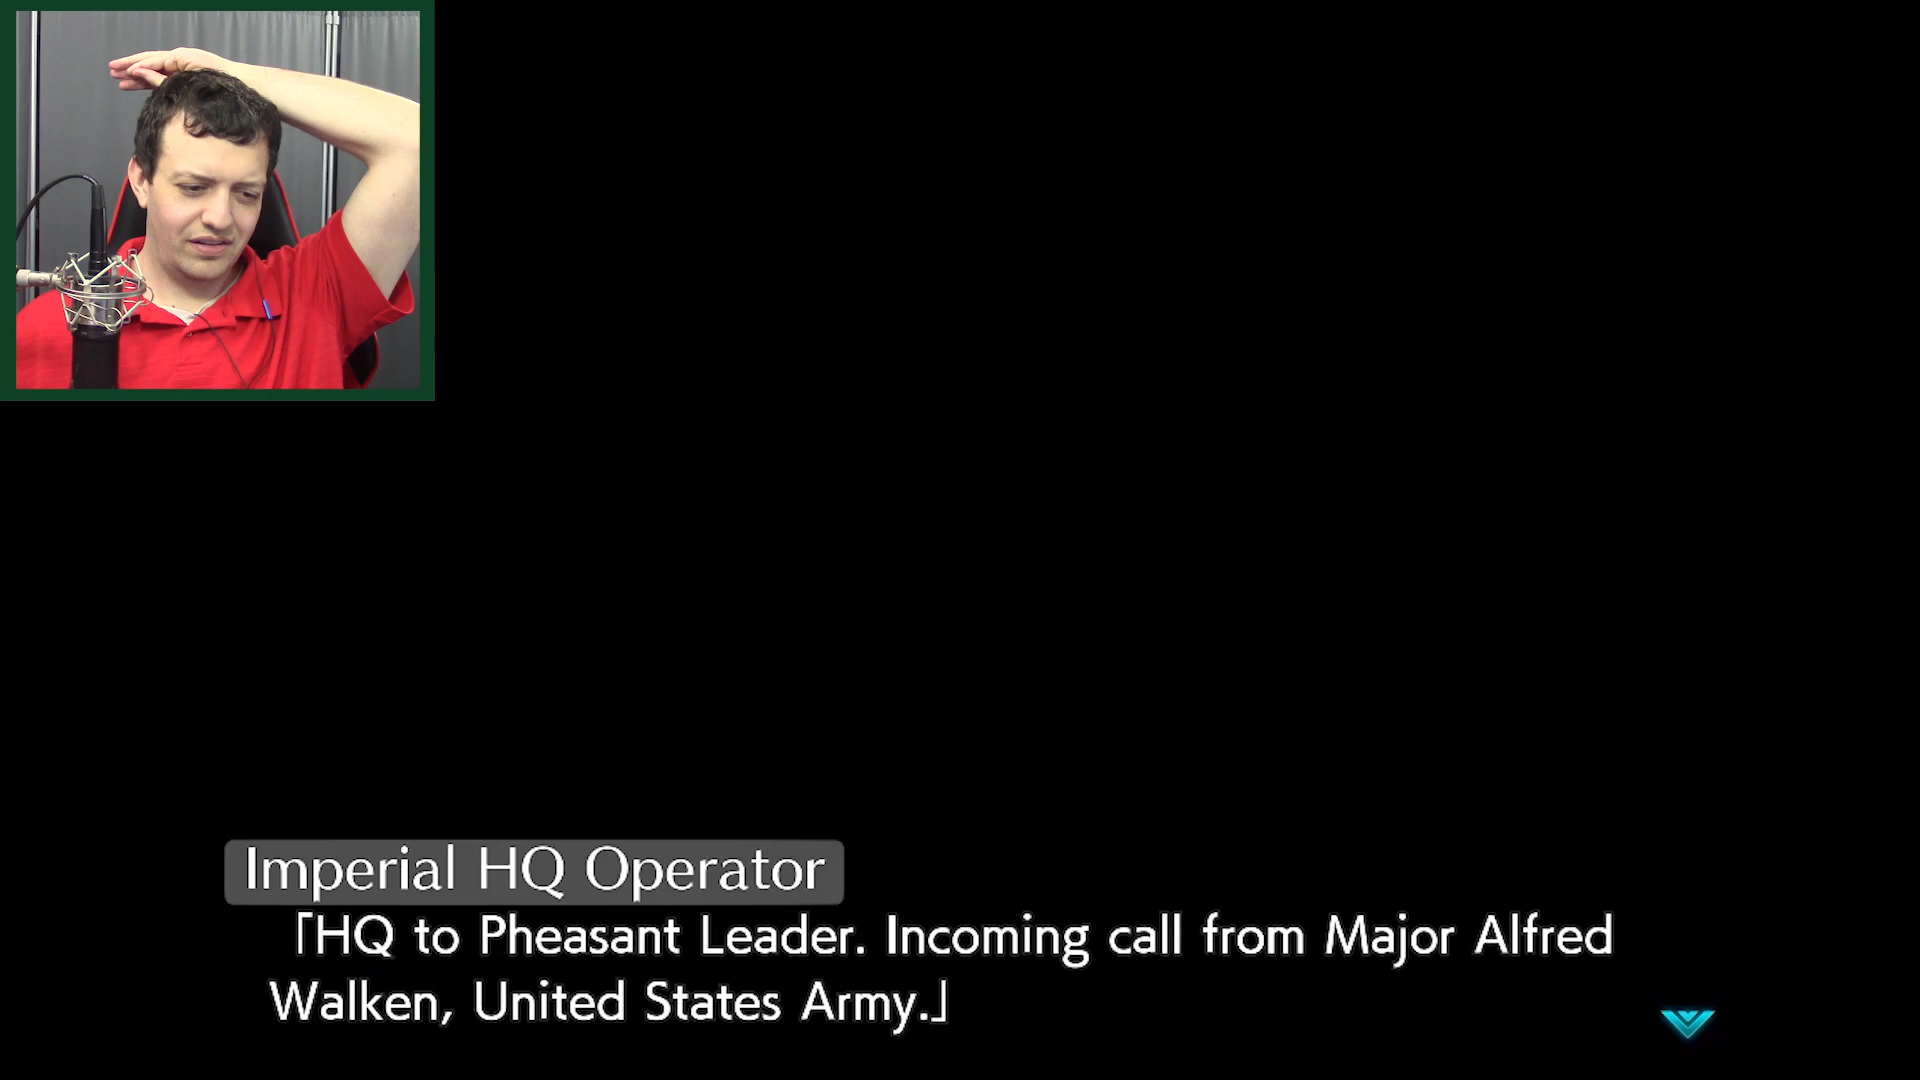 Imperial HQ Operator
「HQ to Pheasant Leader. Incoming call from Major Alfred
Walken, United States Army.」